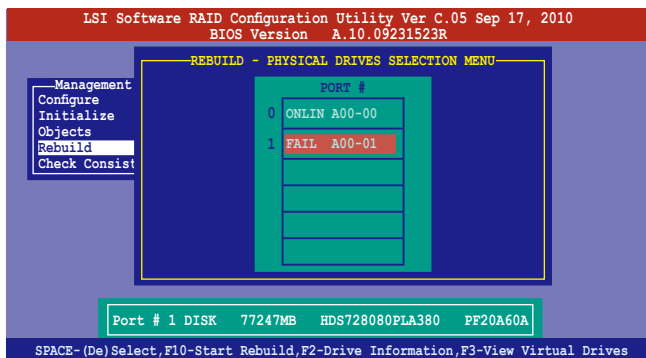 LSI Software RAID Configuration Utility Ver C.05 Sep 17, 2010
BIOS Version A.10.09231523R
REBUILD - PHYSICAL DRIVES SELECTION MENU
Management
Configure
Initialize
Objects
Rebuild
Check Consist
PORT #
0 ONLIN A00-00
1 FAIL A00-01
Port # 1 DISK 77247MB HDS728080PLA380 PF20A60A
SPACE-(De)Select,F10-Start Rebuild,F2-Drive Information,F3-View Virtual Drives